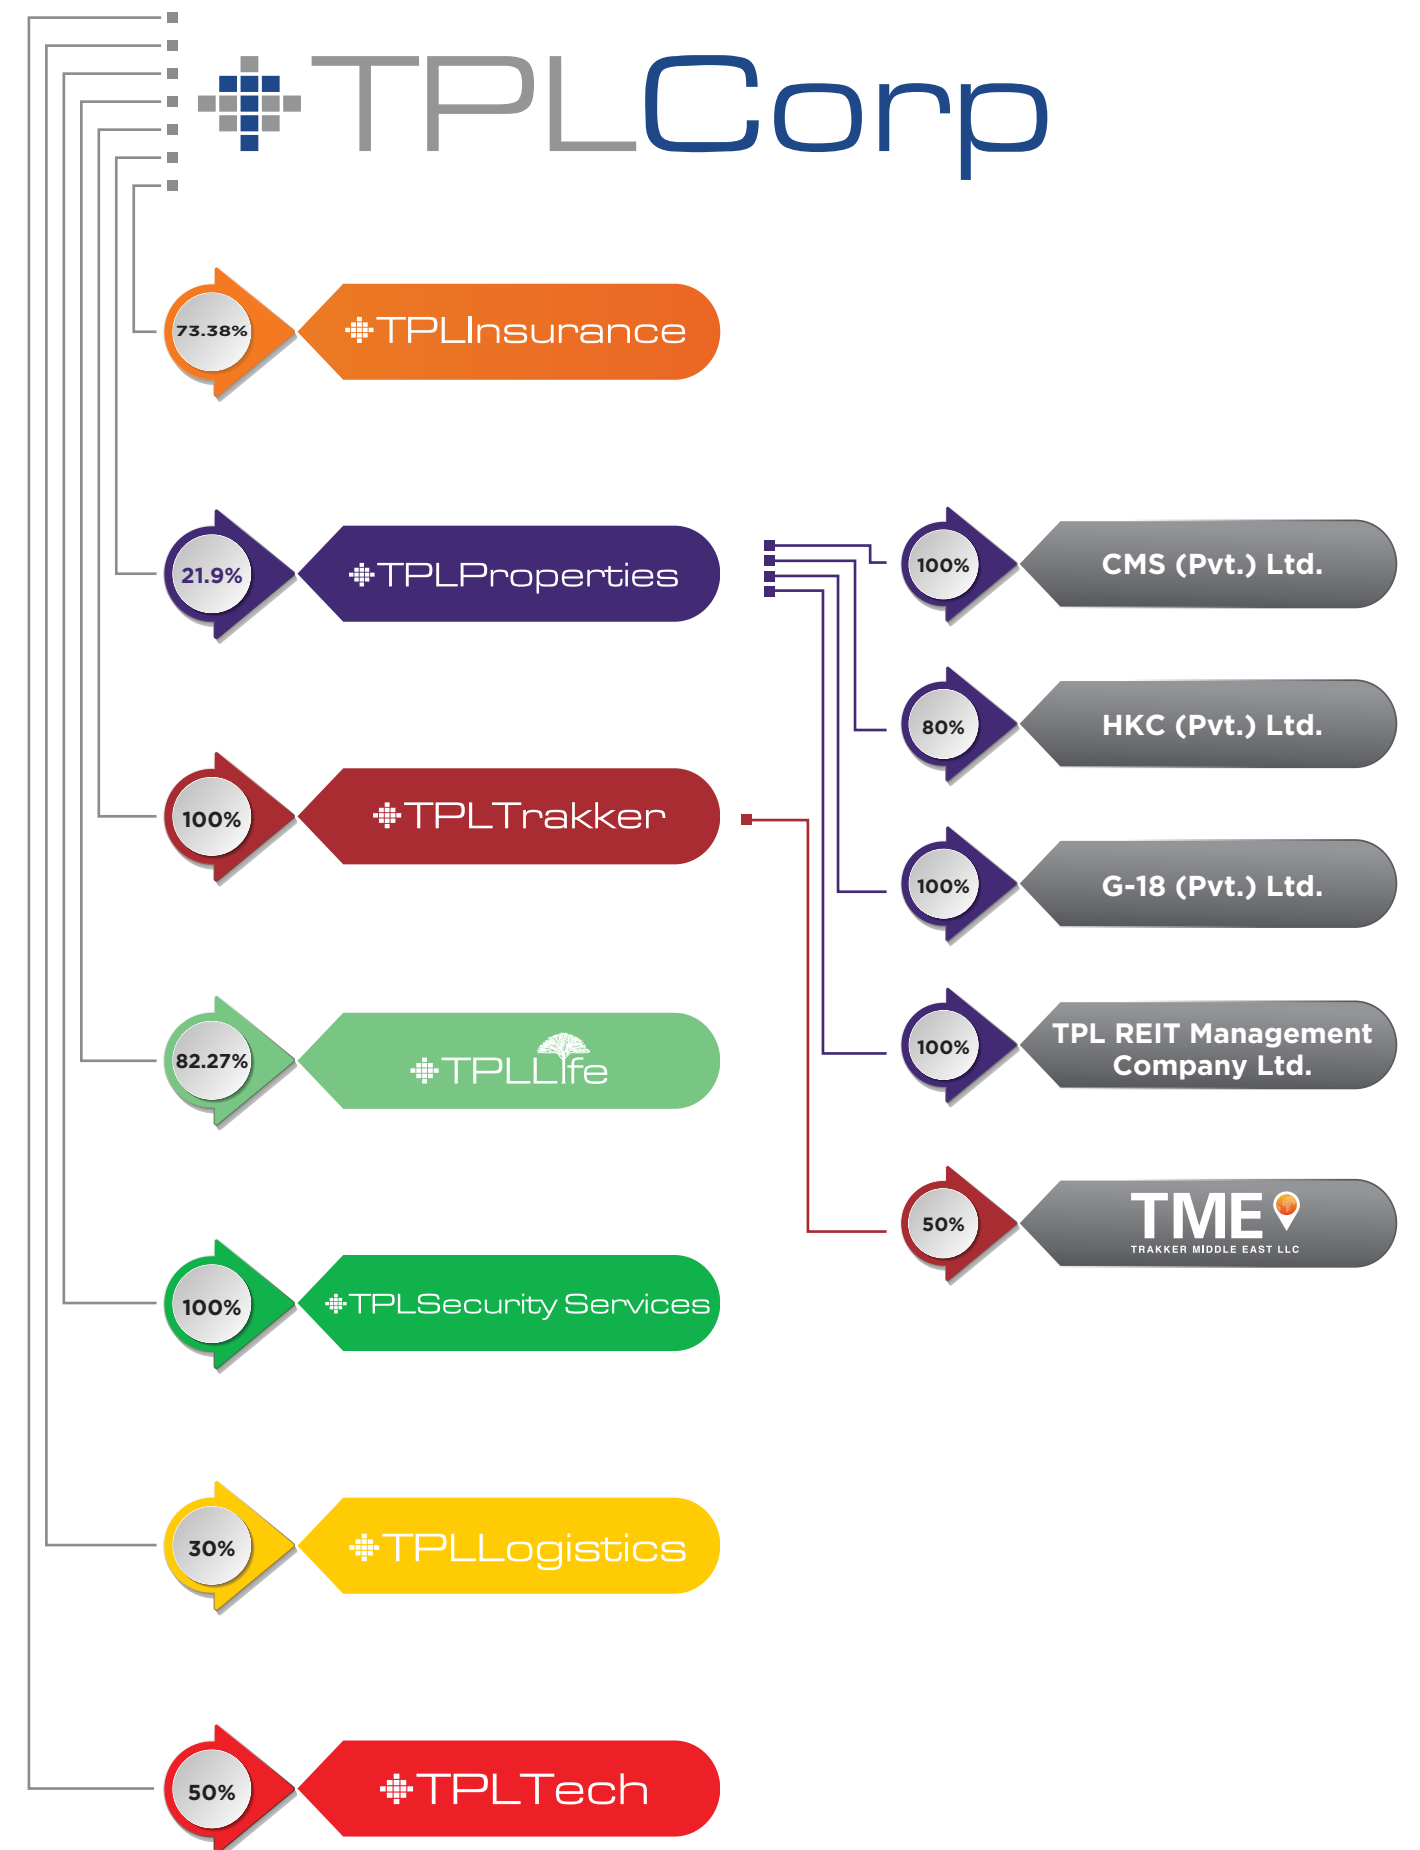 TPLCorp
73.38%
TPLInsurance
21.9%
TPLProperties
100%
CMS (Pvt.) Ltd.
80%
HKC (Pvt.) Ltd.
100%
TPLTrakker
100%
G-18 (Pvt.) Ltd.
82.27%
TPLLife
100%
TPL REIT Management
Company Ltd.
50%
TME
TRAKKER MIDDLE EAST LLC
100%
TPLSecurity Services
30%
TPLLogistics
50%
TPLTech